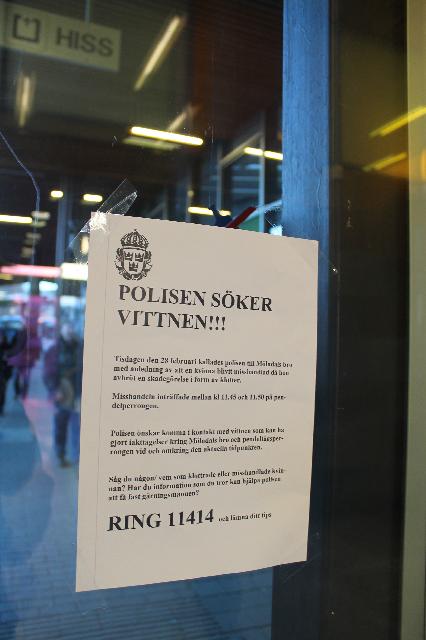 HISS
POLISEN SÖKER
VITTNEN!!!
Tisdagen den 28 februari kallades polisen till Mölndals bro
med anledning av att en kvinna blivit misshandlad då hon
avbröt en skadegörelse i form av klotter.
Misshandeln inträffade mellan kl 11.45 och 11.50 på pen-
delperrongen.
Polisen önskar komma i kontakt med vittnen som kan ha
gjort iakttagelser kring Mölndals bro och pendeltågsper-
rongen vid och omkring den aktuella tidpunkten.
Såg du någon/ vem som klottrade eller misshandlade kvin-
nan? Har du information som du tror kan hjälpa polisen
att få fast gärningsmannen?
RING 11414 och lämna ditt tips